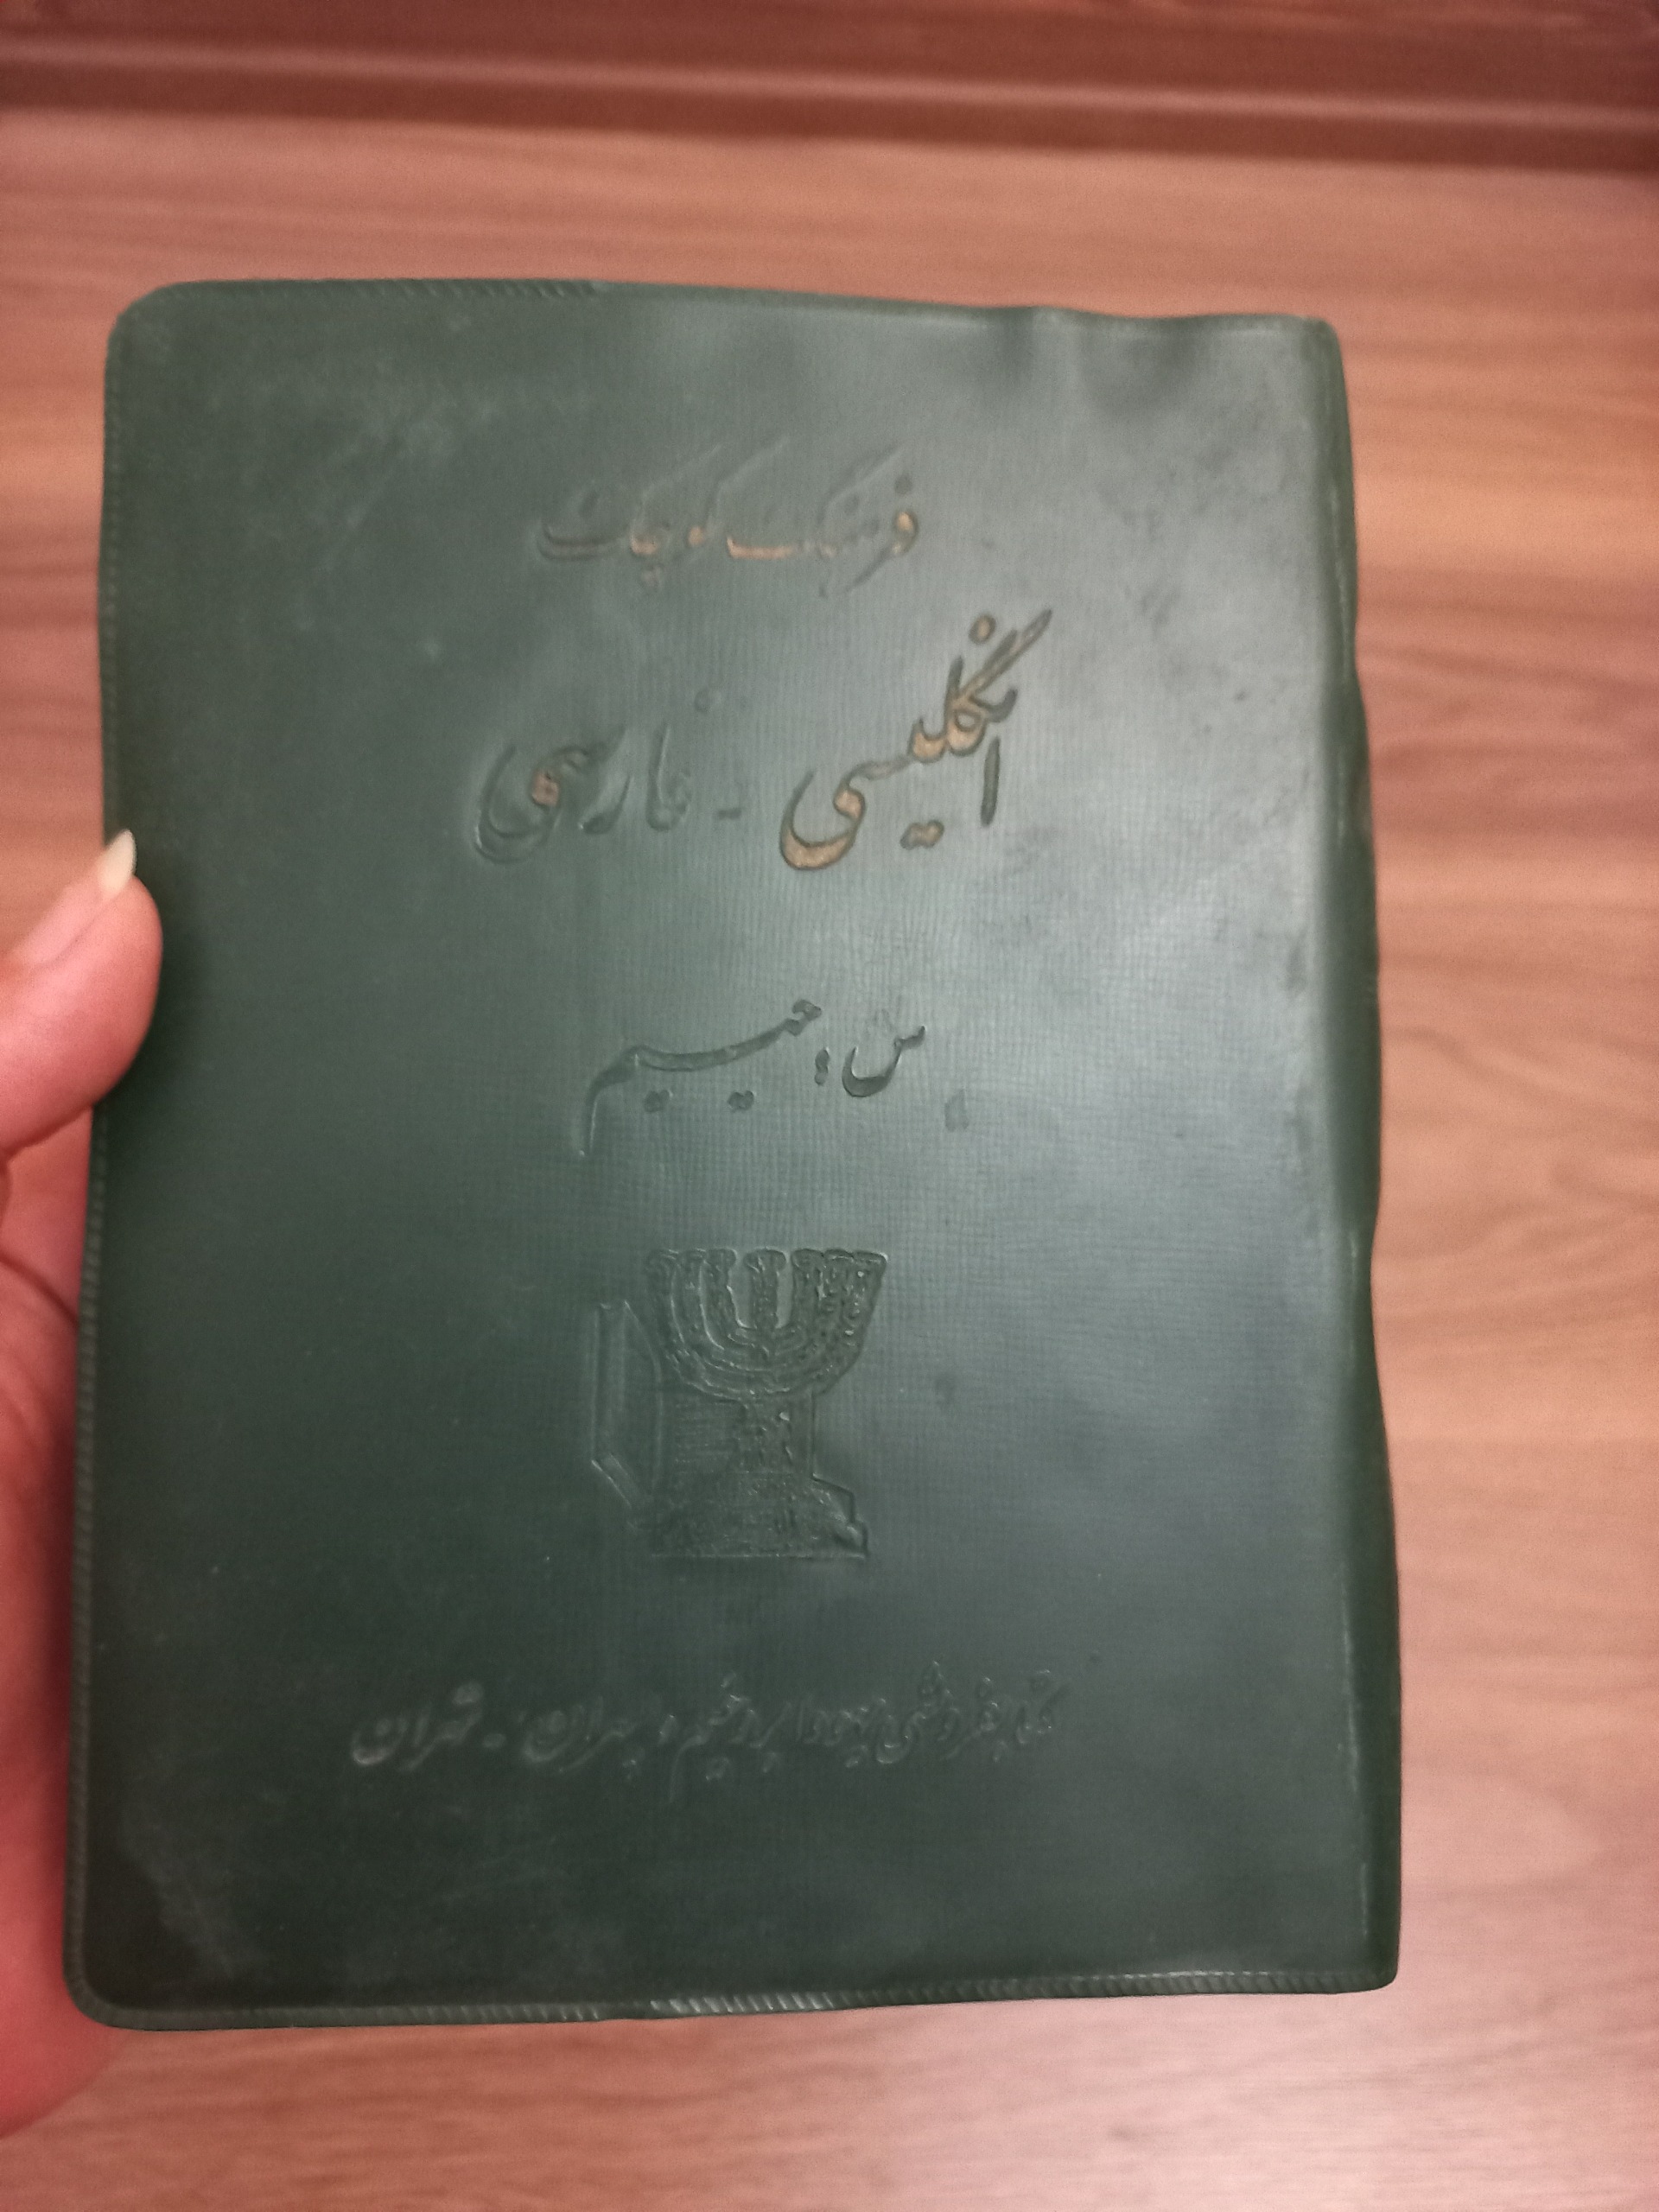 فرهنگ کوچک
انگلیسی - فارسی
س، حییم
کتابفروشی یهودا بروخیم و پسران - تهران